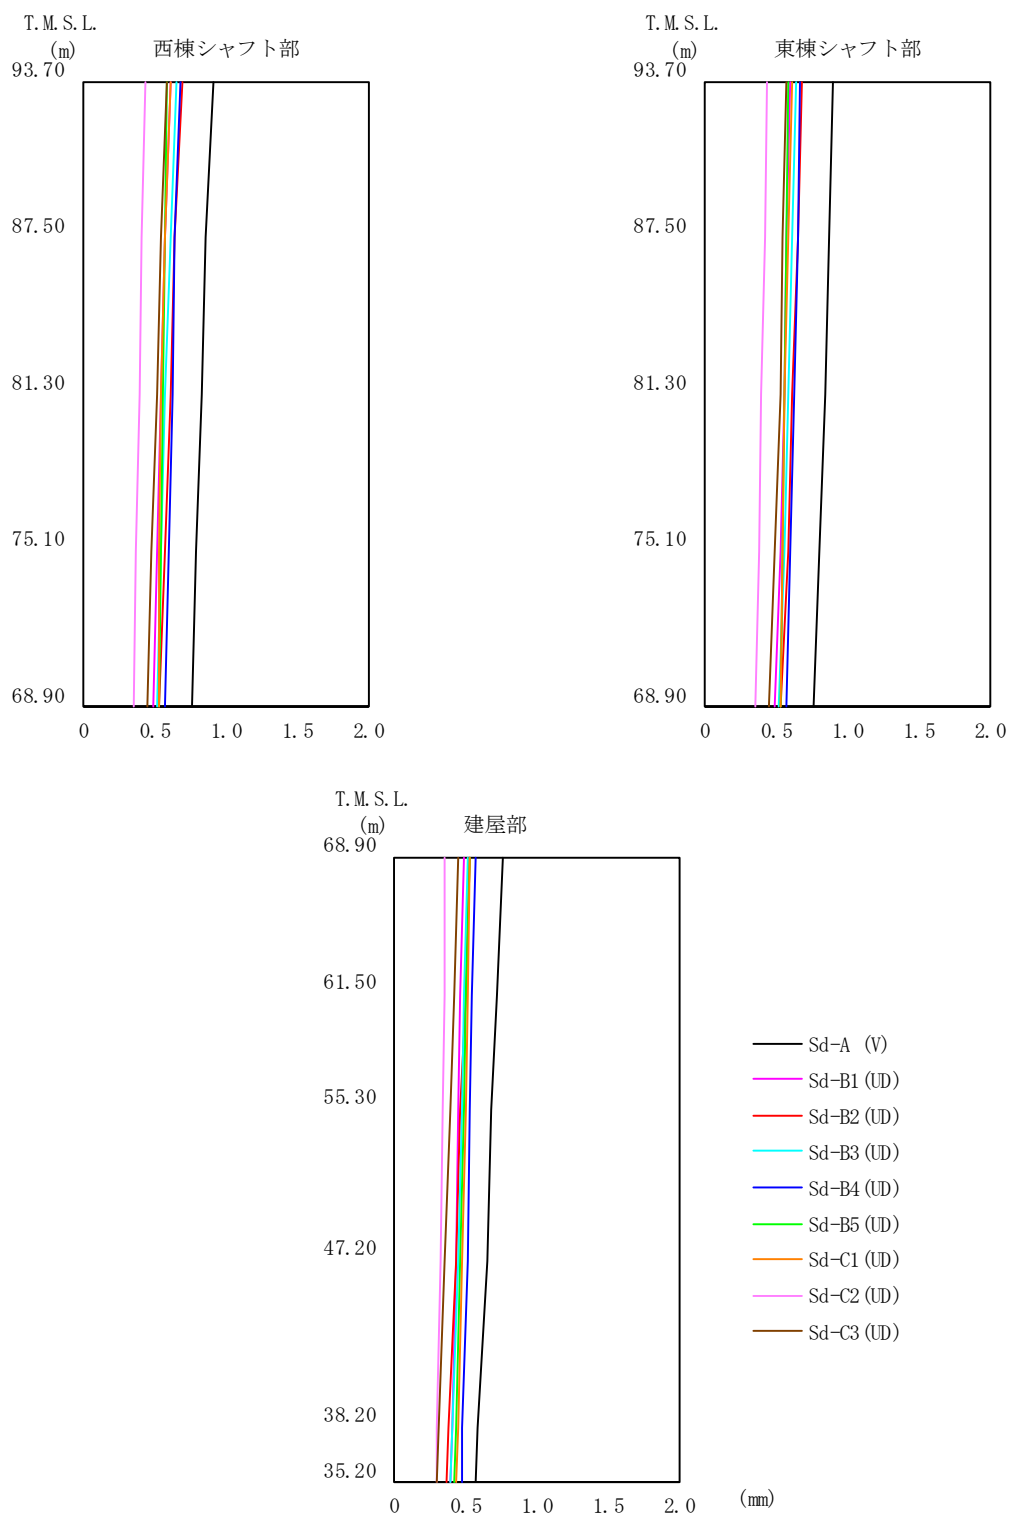 T.M.S.L.
(m)
西棟シャフト部
93.70
87.50
81.30
75.10
68.90
0 0.5 1.0 1.5 2.0
T.M.S.L.
(m)
東棟シャフト部
93.70
87.50
81.30
75.10
68.90
0 0.5 1.0 1.5 2.0
T.M.S.L.
(m)
建屋部
68.90
61.50
55.30
47.20
38.20
35.20
0 0.5 1.0 1.5 2.0 (mm)
Sd-A (V)
Sd-B1(UD)
Sd-B2(UD)
Sd-B3(UD)
Sd-B4(UD)
Sd-B5(UD)
Sd-C1(UD)
Sd-C2(UD)
Sd-C3(UD)